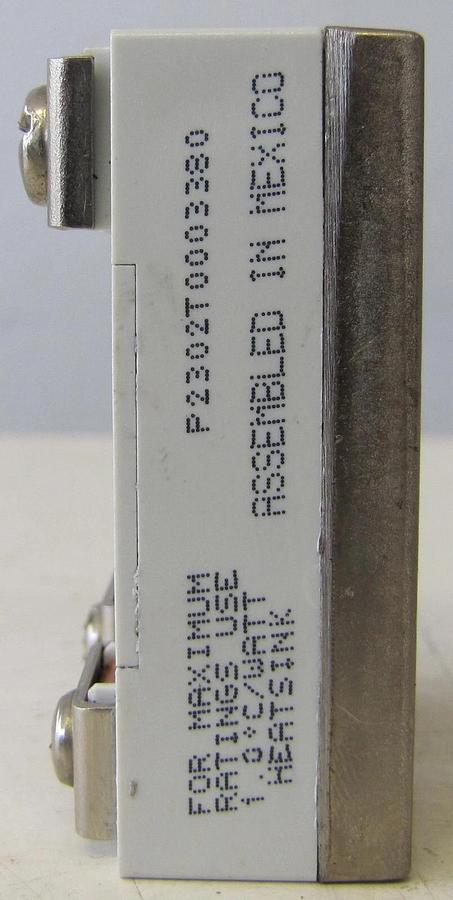 FOR MAXIMUM
RATINGS USE
1.0°C/WATT
HEATSINK
P2302T0003380
ASSEMBLED IN MEXICO